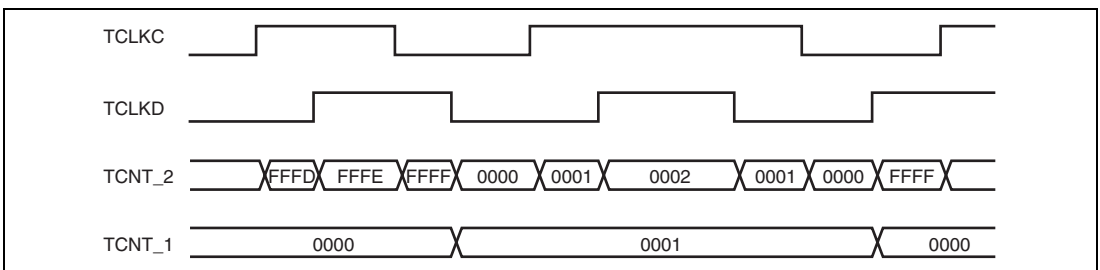 TCLKC
TCLKD
TCNT_2 FFFD FFFE FFFF 0000 0001 0002 0001 0000 FFFF
TCNT_1 0000 0001 0000